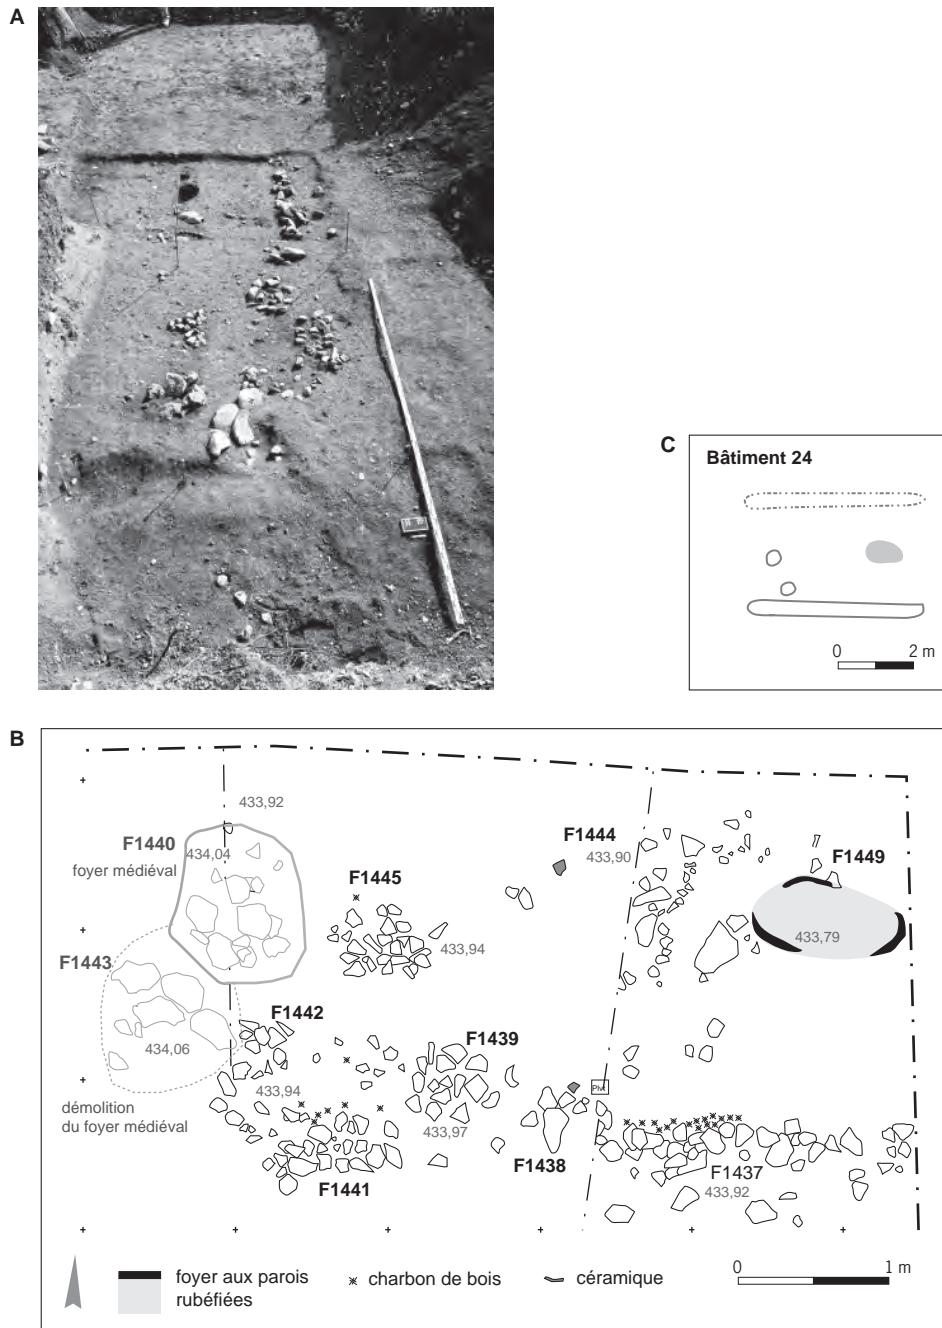 A
C
Bâtiment 24
0 2 m
B
433,92
F1440
434,04
foyer médiéval
F1444
433,90
F1449
F1445
433,79
433,94
F1443
F1442
F1439
434,06
433,94
Plvt
démolition
du foyer médiéval
433,97
F1438
F1437
F1441
433,92
foyer aux parois
rubéfiées
charbon de bois
céramique
0 1 m